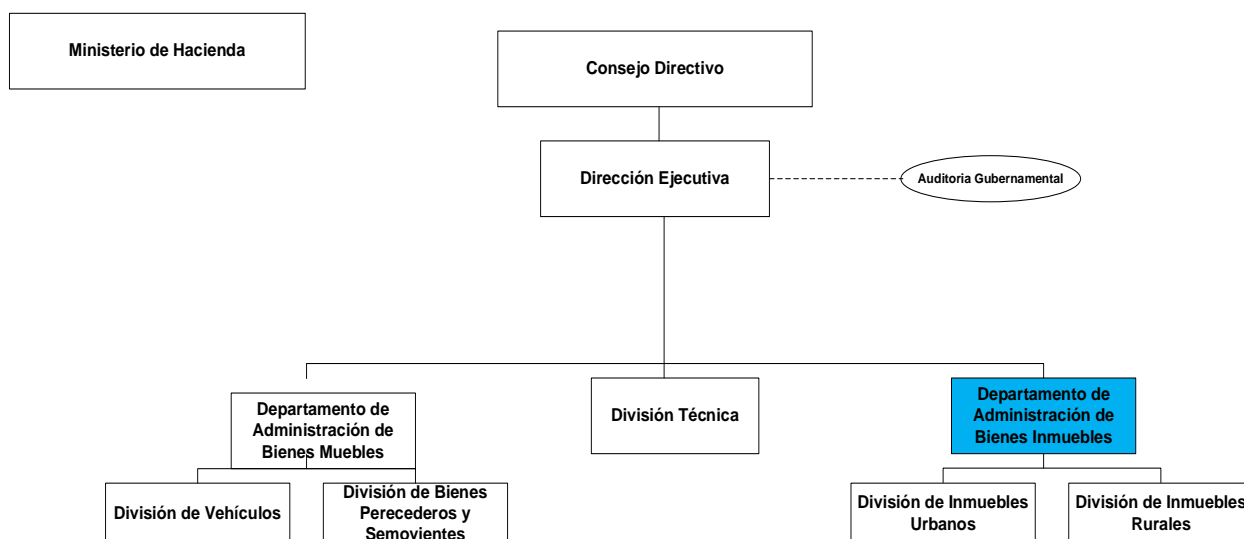 Ministerio de Hacienda
Consejo Directivo
Dirección Ejecutiva
Auditoria Gubernamental
Departamento de
Administración de
Bienes Muebles
División Técnica
Departamento de
Administración de
Bienes Inmuebles
División de Vehículos
División de Bienes
Perecederos y
Semovientes
División de Inmuebles
Urbanos
División de Inmuebles
Rurales